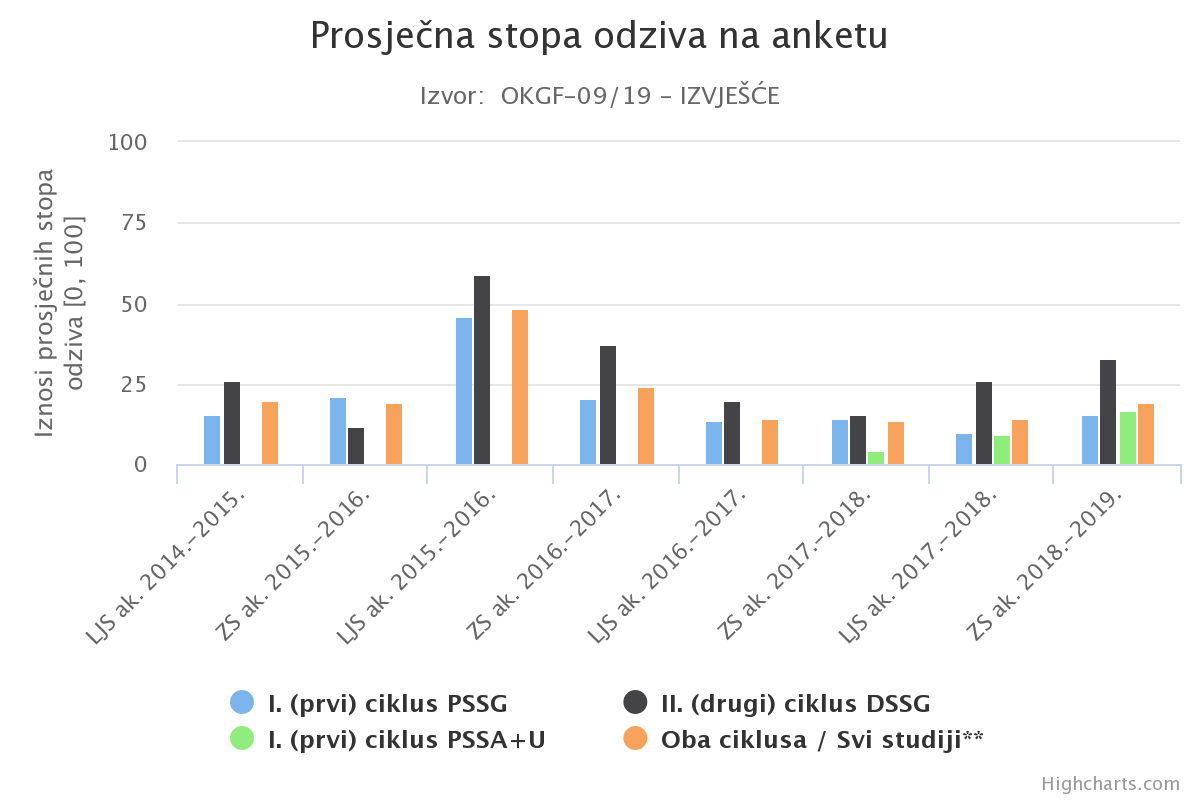 Prosječna stopa odziva na anketu
Izvor:  OKGF–09/19 – IZVJEŠĆE
Iznosi prosječnih stopa
odziva [0, 100]
100
75
50
25
0
LJS ak. 2014.–2015.
ZS ak. 2015.–2016.
LJS ak. 2015.–2016.
ZS ak. 2016.–2017.
LJS ak. 2016.–2017.
ZS ak. 2017.–2018.
LJS ak. 2017.–2018.
ZS ak. 2018.–2019.
I. (prvi) ciklus PSSG
II. (drugi) ciklus DSSG
I. (prvi) ciklus PSSA+U
Oba ciklusa / Svi studiji**
Highcharts.com